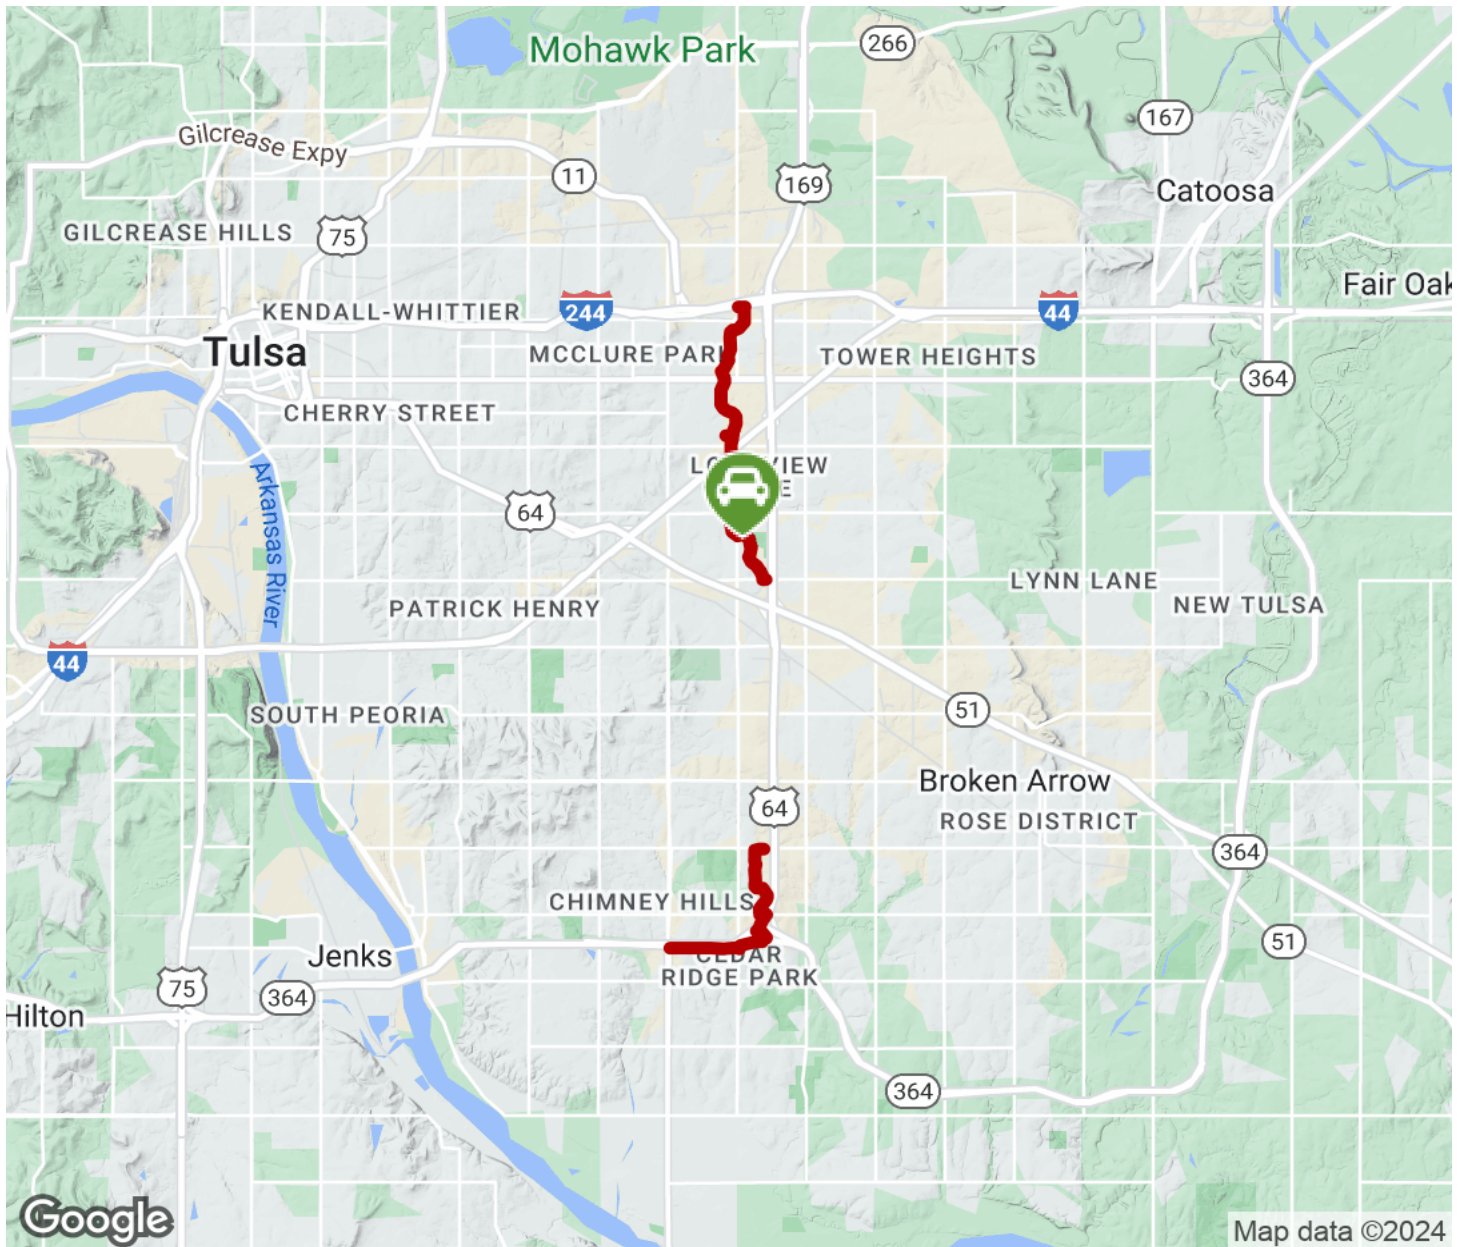 Mohawk Park
266
167
Gilcrease Expy
11
169
Catoosa
GILCREASE HILLS
75
Fair Oak
KENDALL-WHITTIER
244
44
Tulsa
MCCLURE PARK
TOWER HEIGHTS
364
CHERRY STREET
Arkansas River
64
LYNN LANE
NEW TULSA
PATRICK HENRY
44
SOUTH PEORIA
51
Broken Arrow
64
ROSE DISTRICT
364
CHIMNEY HILLS
51
Jenks
CEDAR
RIDGE PARK
75
364
Hilton
364
Google
Map data ©2024